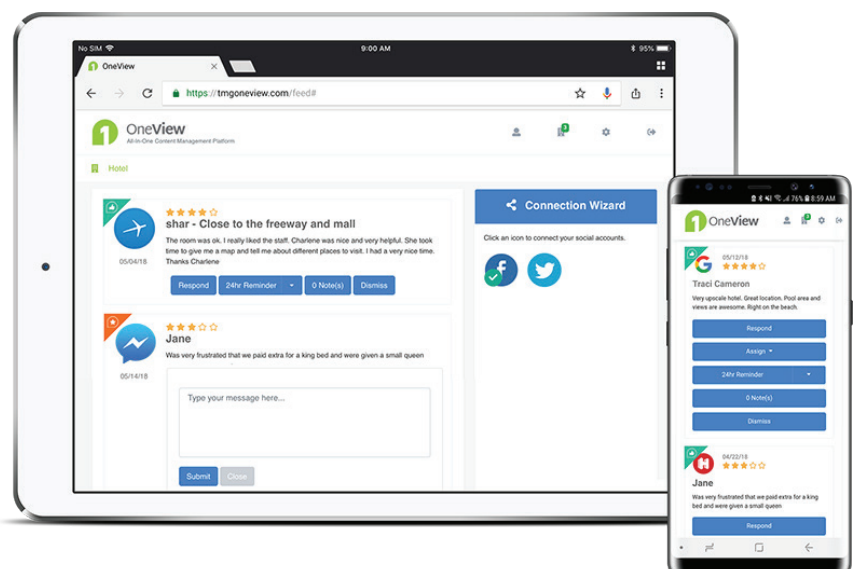 No SIM 9:00 AM 95%
OneView
https://tmgoneview.com/feed#
OneView
All-In-One Content Management Platform
3
Hotel
shar - Close to the freeway and mall
The room was ok. I really liked the staff. Charlene was nice and very helpful. She took
time to give me a map and tell me about different places to visit. I had a very nice time.
Thanks Charlene
05/04/18
Respond 24hr Reminder 0 Note(s) Dismiss
Jane
Was very frustrated that we paid extra for a king bed and were given a small queen
05/14/18
Type your message here...
Submit Close
Connection Wizard
Click an icon to connect your social accounts.
76% 8:59 AM
OneView
3
05/12/18
Traci Cameron
Very upscale hotel. Great location. Pool area and
views are awesome. Right on the beach.
Respond
Assign
24hr Reminder
0 Note(s)
Dismiss
04/22/18
Jane
Was very frustrated that we paid extra for a king
bed and were given a small queen
Respond